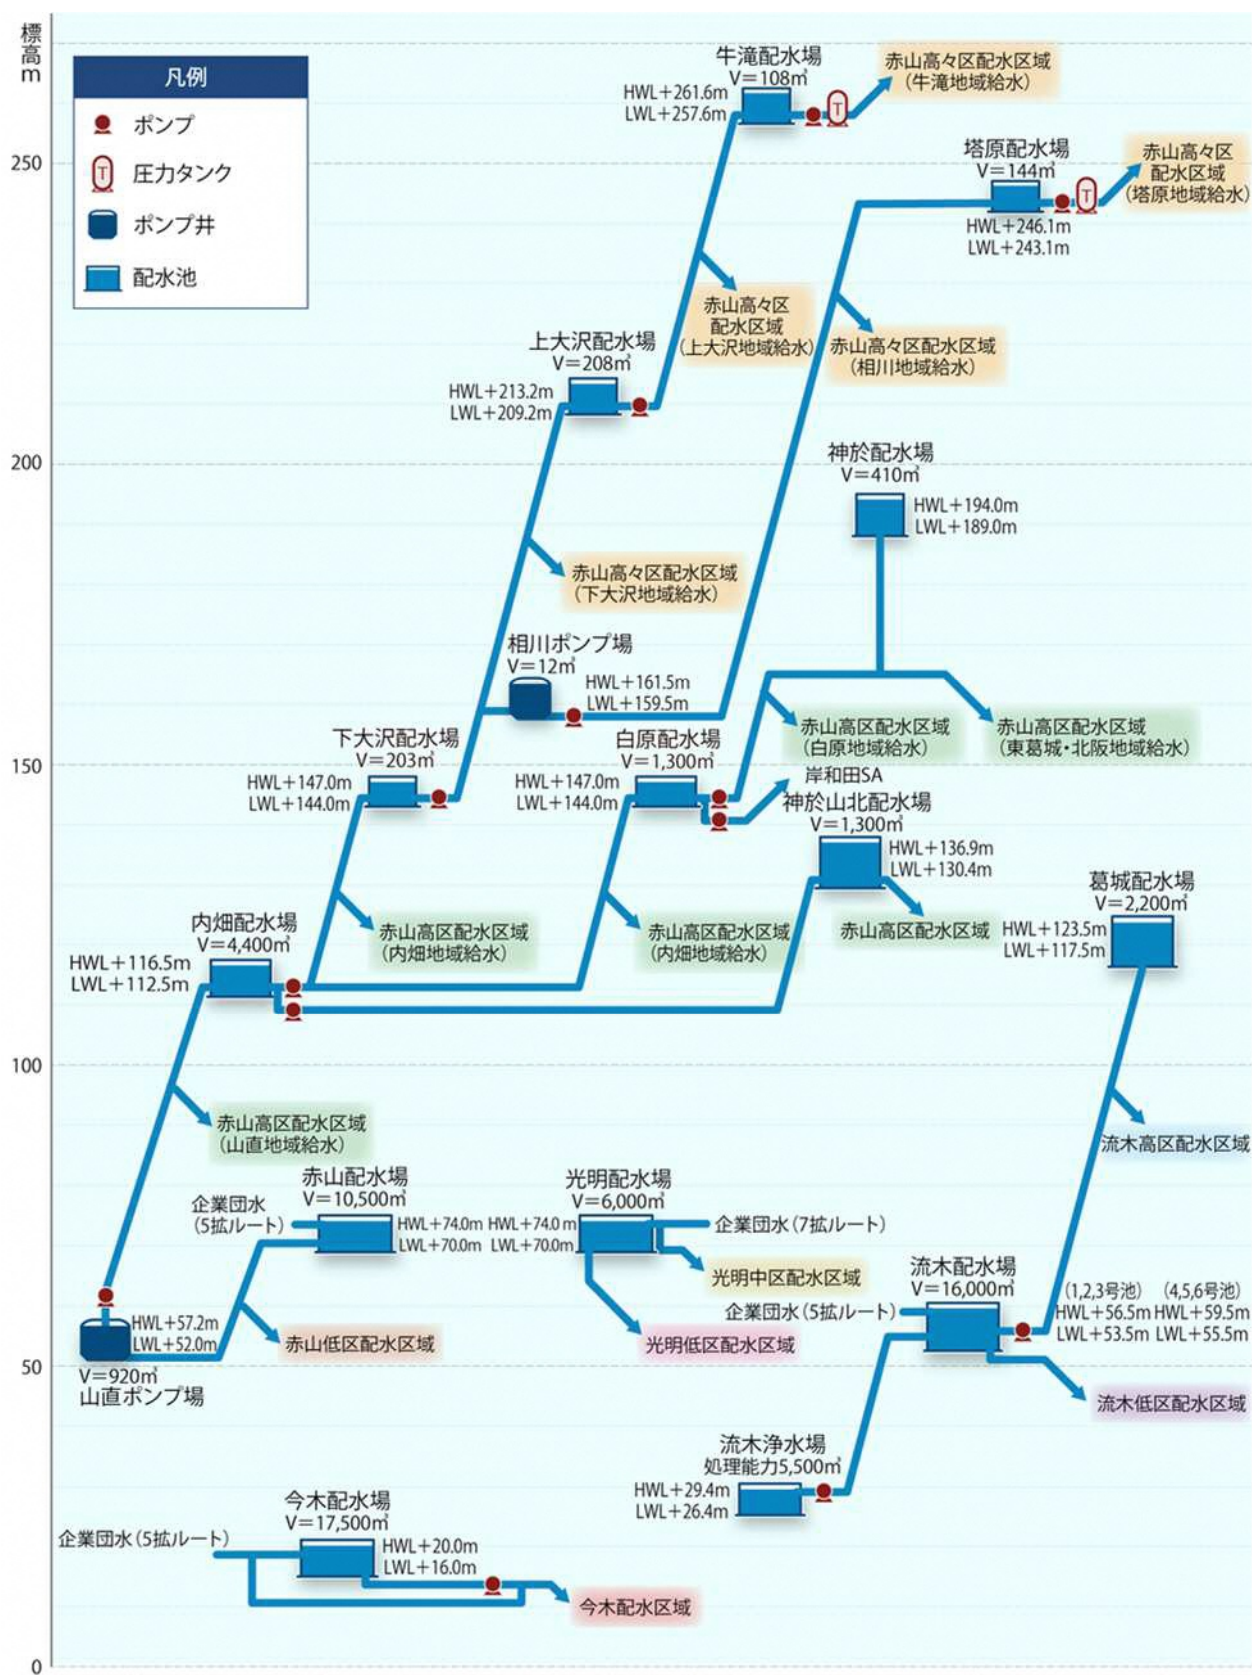 標高m
凡例
ポンプ
T
圧力タンク
ポンプ井
配水池
250
200
150
100
50
0
牛滝配水場
V＝108㎥
HWL＋261.6m
LWL＋257.6m
T
赤山高々区配水区域
（牛滝地域給水）
塔原配水場
V＝144㎥
T
HWL＋246.1m
LWL＋243.1m
赤山高々区
配水区域
（塔原地域給水）
赤山高々区
配水区域
（上大沢地域給水）
赤山高々区配水区域
（相川地域給水）
上大沢配水場
V＝208㎥
HWL＋213.2m
LWL＋209.2m
神於配水場
V＝410㎥
HWL＋194.0m
LWL＋189.0m
赤山高々区配水区域
（下大沢地域給水）
相川ポンプ場
V＝12㎥
HWL＋161.5m
LWL＋159.5m
赤山高区配水区域
（白原地域給水）
赤山高区配水区域
（東葛城・北阪地域給水）
下大沢配水場
V＝203㎥
HWL＋147.0m
LWL＋144.0m
白原配水場
V＝1,300㎥
HWL＋147.0m
LWL＋144.0m
岸和田SA
神於山北配水場
V＝1,300㎥
HWL＋136.9m
LWL＋130.4m
赤山高区配水区域
葛城配水場
V＝2,200㎥
HWL＋123.5m
LWL＋117.5m
内畑配水場
V＝4,400㎥
HWL＋116.5m
LWL＋112.5m
赤山高区配水区域
（内畑地域給水）
赤山高区配水区域
（内畑地域給水）
赤山高区配水区域
（山直地域給水）
流木高区配水区域
赤山配水場
V＝10,500㎥
企業団水
（5拡ルート）
HWL＋74.0m
LWL＋70.0m
光明配水場
V＝6,000㎥
HWL＋74.0 m
LWL＋70.0m
企業団水（7拡ルート）
光明中区配水区域
光明低区配水区域
赤山低区配水区域
HWL＋57.2m
LWL＋52.0m
V＝920㎥
山直ポンプ場
流木配水場
V＝16,000㎥
企業団水（5拡ルート）
（1,2,3号池）
HWL＋56.5m
LWL＋53.5m
（4,5,6号池）
HWL＋59.5m
LWL＋55.5m
流木低区配水区域
流木浄水場
処理能力5,500㎥
HWL＋29.4m
LWL＋26.4m
今木配水場
V＝17,500㎥
企業団水（5拡ルート）
HWL＋20.0m
LWL＋16.0m
今木配水区域